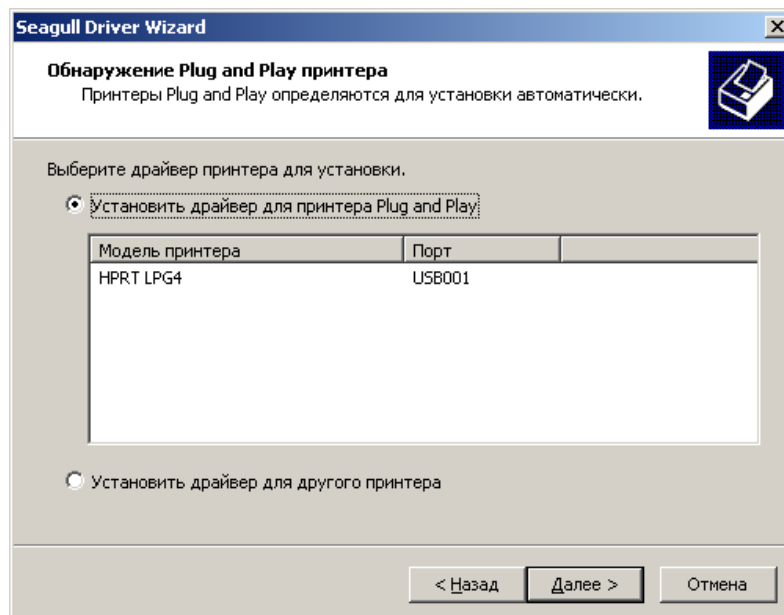 Seagull Driver Wizard
Обнаружение Plug and Play принтера
Принтеры Plug and Play определяются для установки автоматически.
Выберите драйвер принтера для установки.
Установить драйвер для принтера Plug and Play
Модель принтера Порт
HPRT LPG4 USB001
Установить драйвер для другого принтера
< Назад Далее > Отмена